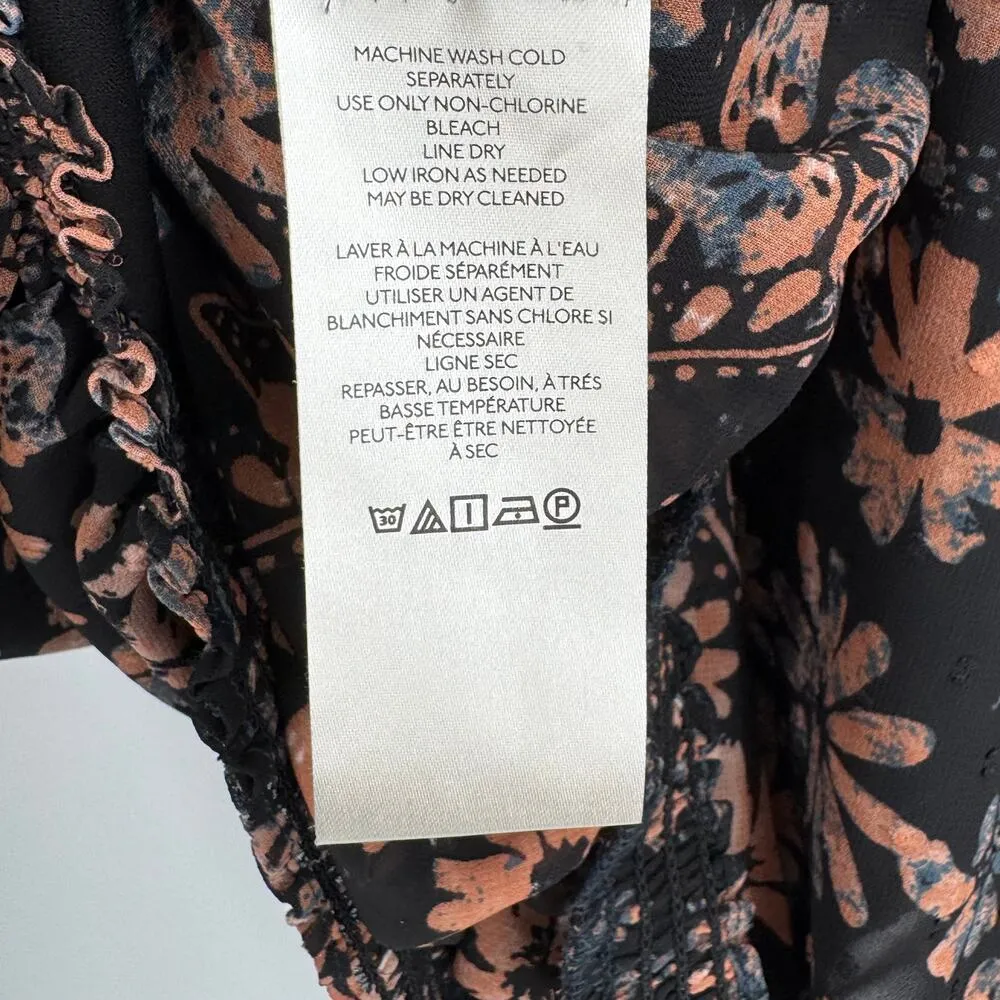 MACHINE WASH COLD
SEPARATELY
USE ONLY NON-CHLORINE
BLEACH
LINE DRY
LOW IRON AS NEEDED
MAY BE DRY CLEANED
LAVER À LA MACHINE À L'EAU
FROIDE SÉPARÉMENT
UTILISER UN AGENT DE
BLANCHIMENT SANS CHLORE SI
NÉCESSAIRE
LIGNE SEC
REPASSER, AU BESOIN, À TRÉS
BASSE TEMPÉRATURE
PEUT-ÊTRE ÊTRE NETTOYÉE
À SEC
30 P